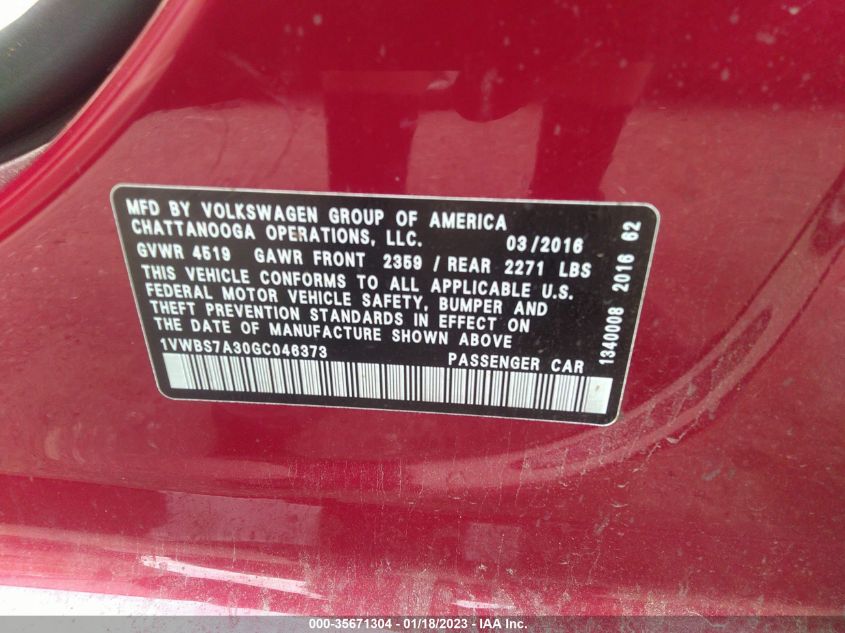 MFD BY VOLKSWAGEN GROUP OF AMERICA
CHATTANOOGA OPERATIONS, LLC. 03/2016
GVWR 4519 GAWR FRONT 2359 / REAR 2271 LBS
THIS VEHICLE CONFORMS TO ALL APPLICABLE U.S.
FEDERAL MOTOR VEHICLE SAFETY, BUMPER AND
THEFT PREVENTION STANDARDS IN EFFECT ON
THE DATE OF MANUFACTURE SHOWN ABOVE
1VWBS7A30GC046373 PASSENGER CAR
1340008 2016 62
000-35671304 - 01/18/2023 - IAA Inc.